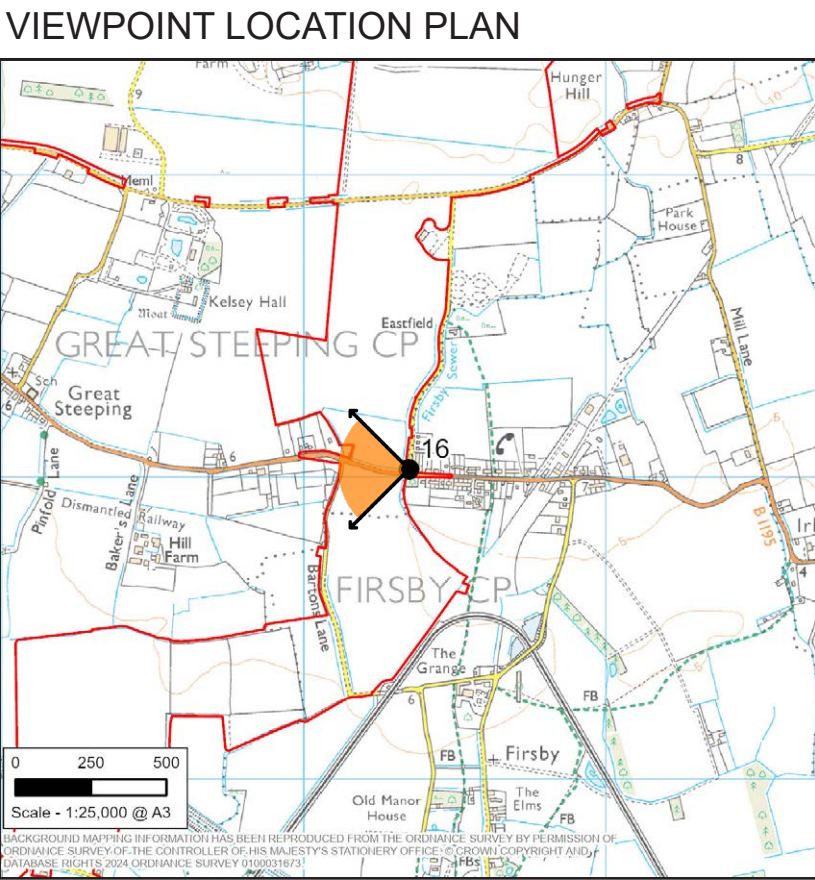 VIEWPOINT LOCATION PLAN
Farm
Hunger
Hill
9
10
8
Meml
Park
House
Moat
Kelsey Hall
Mill Lane
Eastfield
GREAT STEEPING CP
Firsby Sewer
Sch
Great
Steeping
6
16
6
5
Pinfold Lane
Baker's Lane
Dismantled Railway
Hill
Farm
B1195
5
4
Bartons Lane
FIRSBY CP
The
Grange
5
6
FB
FB
Firsby
0 250 500
Scale - 1:25,000 @ A3
Old Manor
House
The
Elms
FB
FBs
BACKGROUND MAPPING INFORMATION HAS BEEN REPRODUCED FROM THE ORDNANCE SURVEY BY PERMISSION OF
ORDNANCE SURVEY OF THE CONTROLLER OF HIS MAJESTY'S STATIONERY OFFICE. © CROWN COPYRIGHT AND
DATABASE RIGHTS 2024 ORDNANCE SURVEY 0100031673